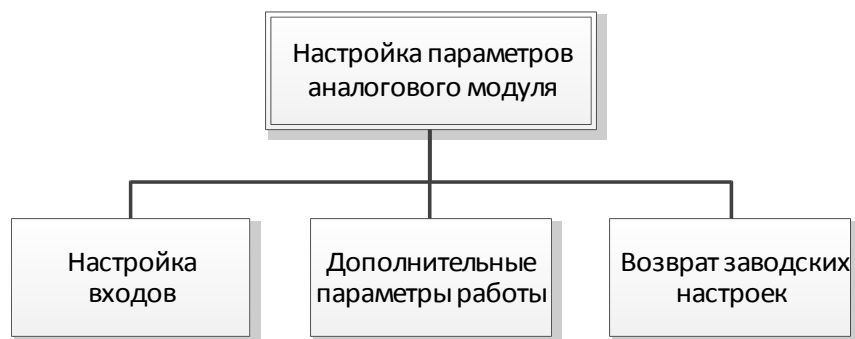 Настройка параметров
аналогового модуля
Настройка
входов
Дополнительные
параметры работы
Возврат заводских
настроек